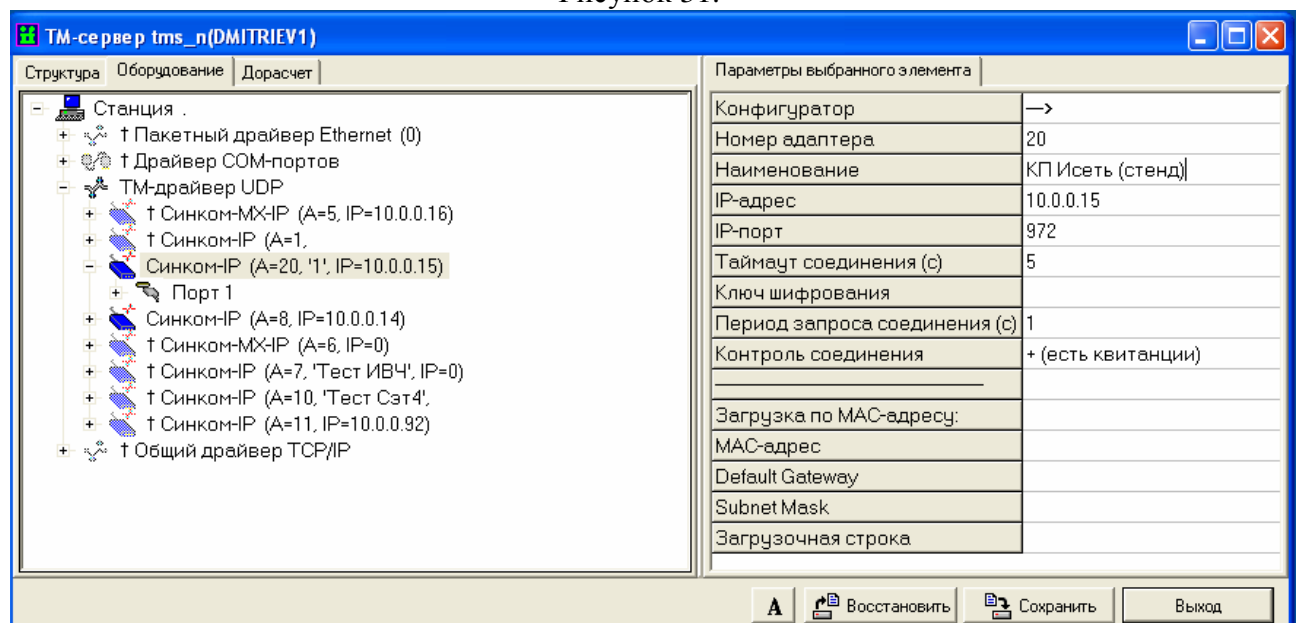 Рисунок 31.
ТМ-сервер tms_n(DMITRIEV1)
Структура Оборудование Дорасчет
Станция .
† Пакетный драйвер Ethernet (0)
† Драйвер COM-портов
ТМ-драйвер UDP
† Синком-MX-IP (A=5, IP=10.0.0.16)
† Синком-IP (A=1,
Синком-IP (A=20, '1', IP=10.0.0.15)
Порт 1
Синком-IP (A=8, IP=10.0.0.14)
† Синком-MX-IP (A=6, IP=0)
† Синком-IP (A=7, 'Тест ИВЧ', IP=0)
† Синком-IP (A=10, 'Тест Сэт4',
† Синком-IP (A=11, IP=10.0.0.92)
† Общий драйвер TCP/IP
Параметры выбранного элемента
Конфигуратор —>
Номер адаптера 20
Наименование КП Исеть (стенд)
IP-адрес 10.0.0.15
IP-порт 972
Таймаут соединения (с) 5
Ключ шифрования
Период запроса соединения (с) 1
Контроль соединения + (есть квитанции)
Загрузка по MAC-адресу:
MAC-адрес
Default Gateway
Subnet Mask
Загрузочная строка
A Восстановить Сохранить Выход